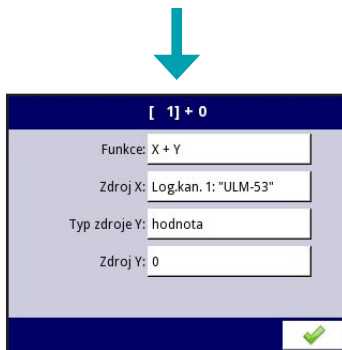 [ 1] + 0
Funkce: X + Y
Zdroj X: Log.kan. 1: "ULM-53"
Typ zdroje Y: hodnota
Zdroj Y: 0